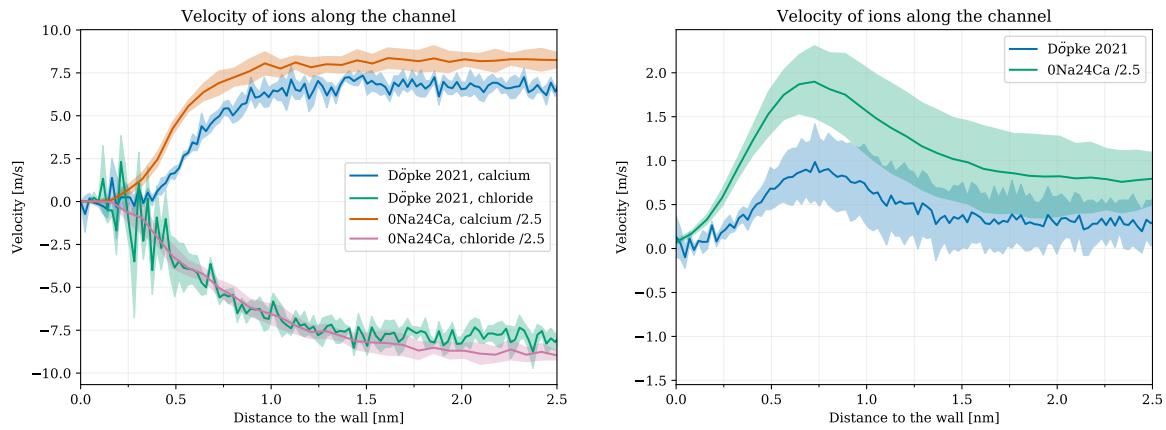 Velocity of ions along the channel
10.0
7.5
5.0
2.5
0.0
−2.5
−5.0
−7.5
−10.0
Velocity [m/s]
Döpke 2021, calcium
Döpke 2021, chloride
0Na24Ca, calcium /2.5
0Na24Ca, chloride /2.5
0.0 0.5 1.0 1.5 2.0 2.5
Distance to the wall [nm]
Velocity of ions along the channel
2.0
1.5
1.0
0.5
0.0
−0.5
−1.0
−1.5
Velocity [m/s]
Döpke 2021
0Na24Ca /2.5
0.0 0.5 1.0 1.5 2.0 2.5
Distance to the wall [nm]